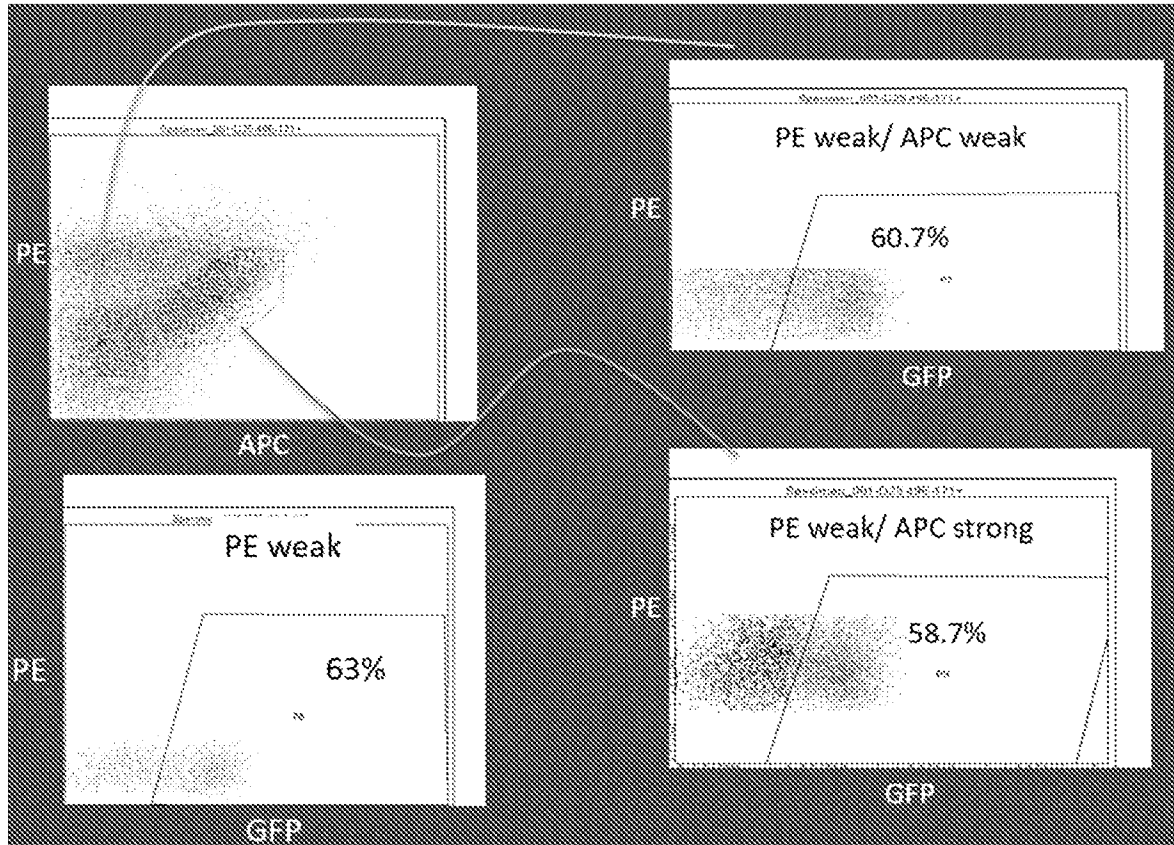 PE
APC
PE weak/ APC weak
60.7%
PE
GFP
PE weak
63%
PE
GFP
PE weak/ APC strong
58.7%
PE
GFP